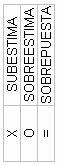 X SUBESTIMA
O SOBREESTIMA
= SOBREPUESTA